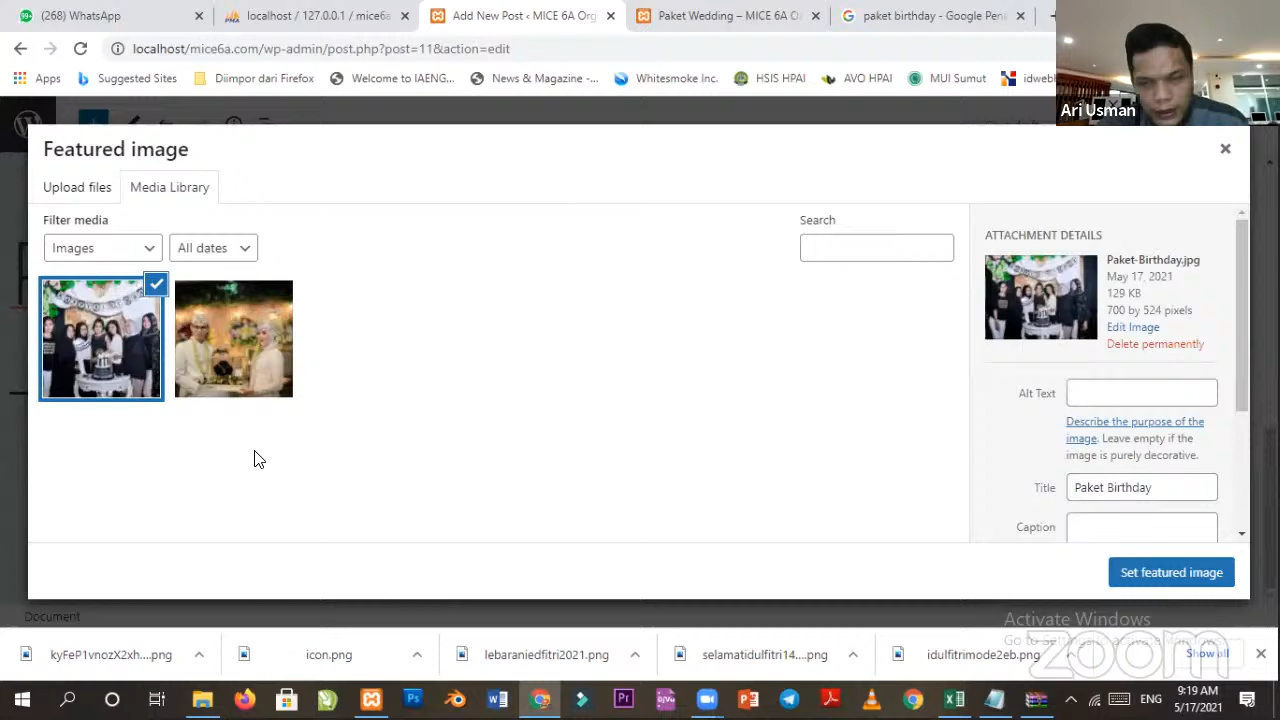 (268) WhatsApp
localhost / 127.0.0.1 / mice6a
Add New Post ‹ MICE 6A Org
Paket Wedding – MICE 6A O
paket birthday - Google Pen
localhost/mice6a.com/wp-admin/post.php?post=11&action=edit
Apps
Suggested Sites
Diimpor dari Firefox
Welcome to IAENG...
News & Magazine -...
Whitesmoke Inc.
HSIS HPAI
AVO HPAI
MUI Sumut
idwebh
Ari Usman
Featured image
Upload files
Media Library
Filter media
Images
All dates
Search
ATTACHMENT DETAILS
Paket-Birthday.jpg
May 17, 2021
129 KB
700 by 524 pixels
Edit Image
Delete permanently
Alt Text
Describe the purpose of the
image. Leave empty if the
image is purely decorative.
Title
Paket Birthday
Caption
Set featured image
Document
Activate Windows
zoom
kyFeP1vnozX2xh....png
icon.png
lebaraniedfitri2021.png
selamatidulfitri14....png
idulfitrimode2eb.png
Show all
ENG
9:19 AM
5/17/2021